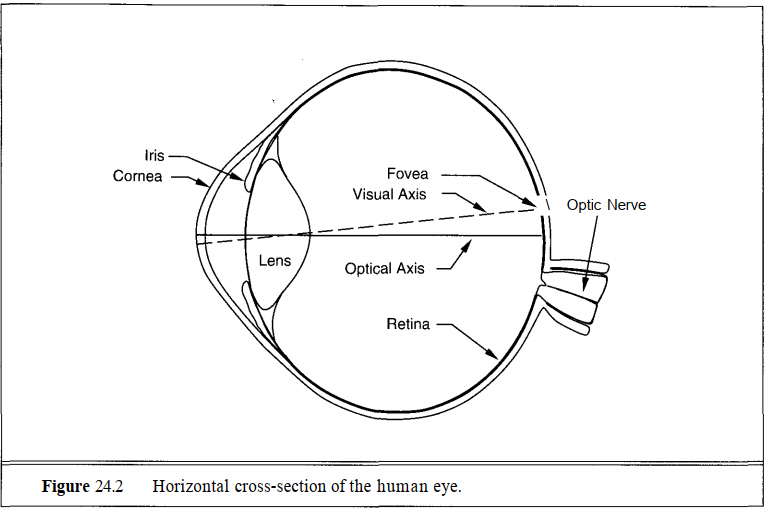 Iris
Cornea
Fovea
Visual Axis
Optic Nerve
Lens
Optical Axis
Retina
Figure 24.2 Horizontal cross-section of the human eye.